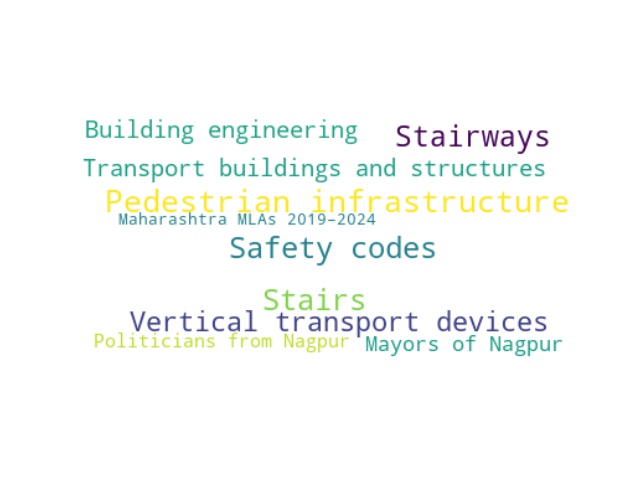 Building engineering
Stairways
Transport buildings and structures
Pedestrian infrastructure
Maharashtra MLAs 2019–2024
Safety codes
Stairs
Vertical transport devices
Politicians from Nagpur
Mayors of Nagpur